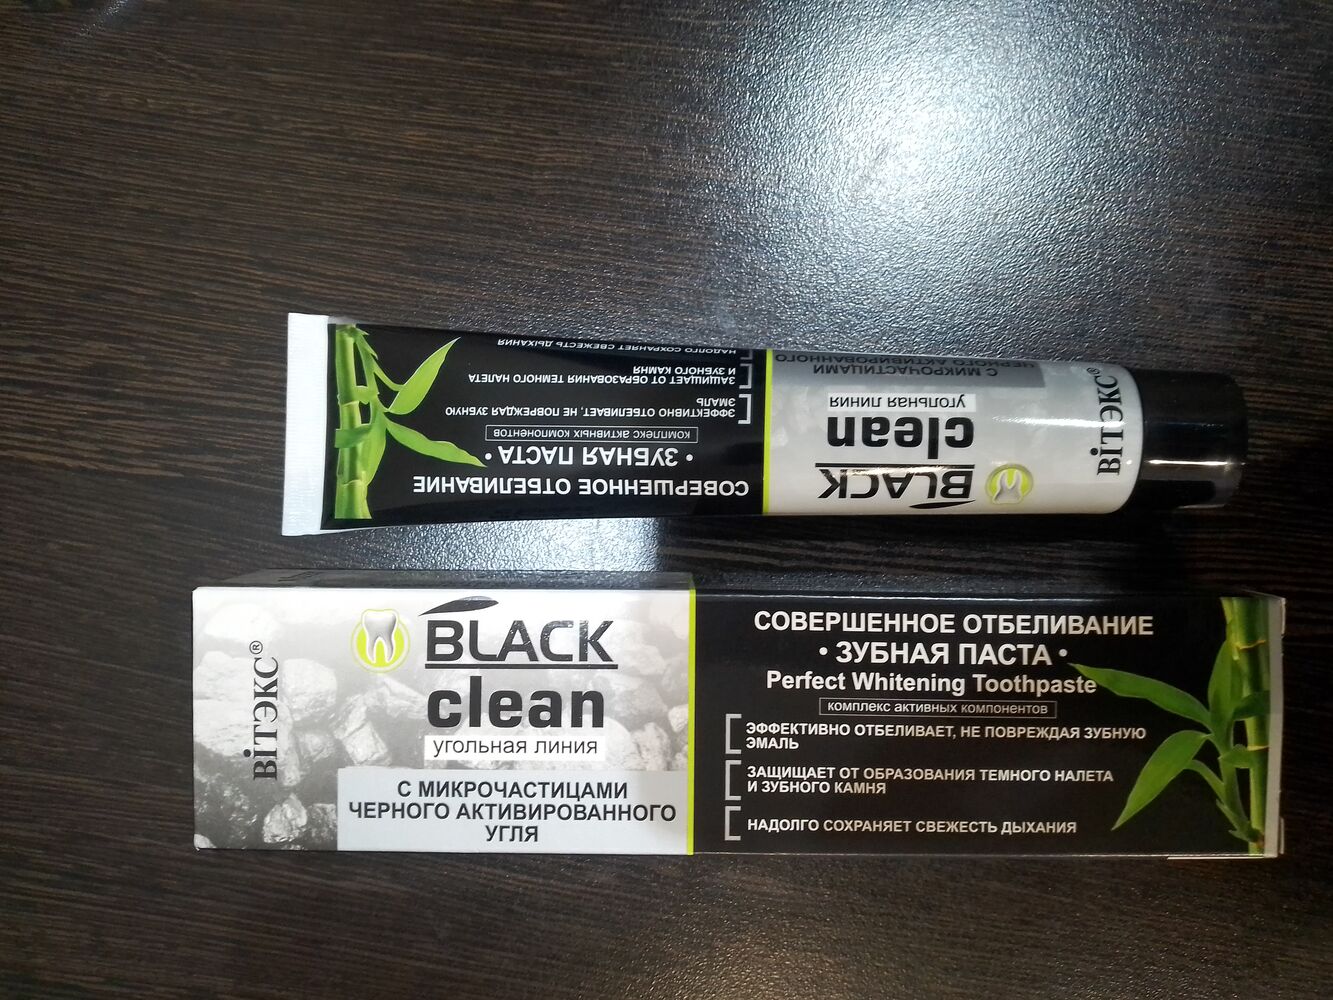 BiТЭКС®
BLACK
clean
угольная линия
С МИКРОЧАСТИЦАМИ
ЧЕРНОГО АКТИВИРОВАННОГО
СОВЕРШЕННОЕ ОТБЕЛИВАНИЕ
• ЗУБНАЯ ПАСТА •
комплекс активных компонентов
ЭФФЕКТИВНО ОТБЕЛИВАЕТ, НЕ ПОВРЕЖДАЯ ЗУБНУЮ
ЭМАЛЬ
ЗАЩИЩАЕТ ОТ ОБРАЗОВАНИЯ ТЕМНОГО НАЛЕТА
И ЗУБНОГО КАМНЯ
НАДОЛГО СОХРАНЯЕТ СВЕЖЕСТЬ ДЫХАНИЯ
BiТЭКС®
BLACK
clean
угольная линия
С МИКРОЧАСТИЦАМИ
ЧЕРНОГО АКТИВИРОВАННОГО
УГЛЯ
СОВЕРШЕННОЕ ОТБЕЛИВАНИЕ
• ЗУБНАЯ ПАСТА •
Perfect Whitening Toothpaste
комплекс активных компонентов
ЭФФЕКТИВНО ОТБЕЛИВАЕТ, НЕ ПОВРЕЖДАЯ ЗУБНУЮ
ЭМАЛЬ
ЗАЩИЩАЕТ ОТ ОБРАЗОВАНИЯ ТЕМНОГО НАЛЕТА
И ЗУБНОГО КАМНЯ
НАДОЛГО СОХРАНЯЕТ СВЕЖЕСТЬ ДЫХАНИЯ